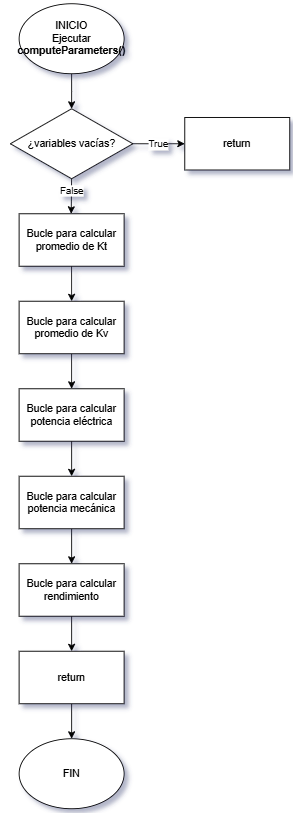 INICIO
Ejecutar
computeParameters()
¿variables vacías?
True
return
False
Bucle para calcular
promedio de Kt
Bucle para calcular
promedio de Kv
Bucle para calcular
potencia eléctrica
Bucle para calcular
potencia mecánica
Bucle para calcular
rendimiento
return
FIN